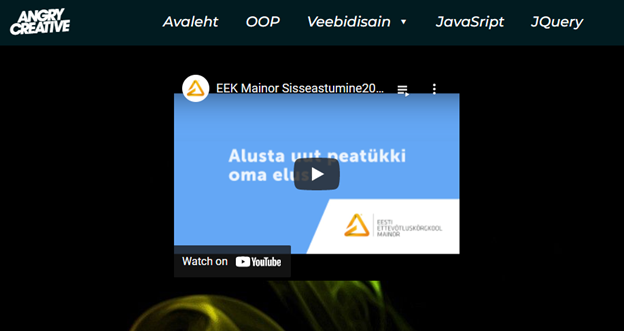 ANGRY
CREATIVE
Avaleht OOP Veebidisain JavaSript JQuery
EEK Mainor Sisseastumine20...
Alusta uut peatükki
oma elus
EESTI
ETTEVÕTLUSKÕRGKOOL
MAINOR
Watch on YouTube